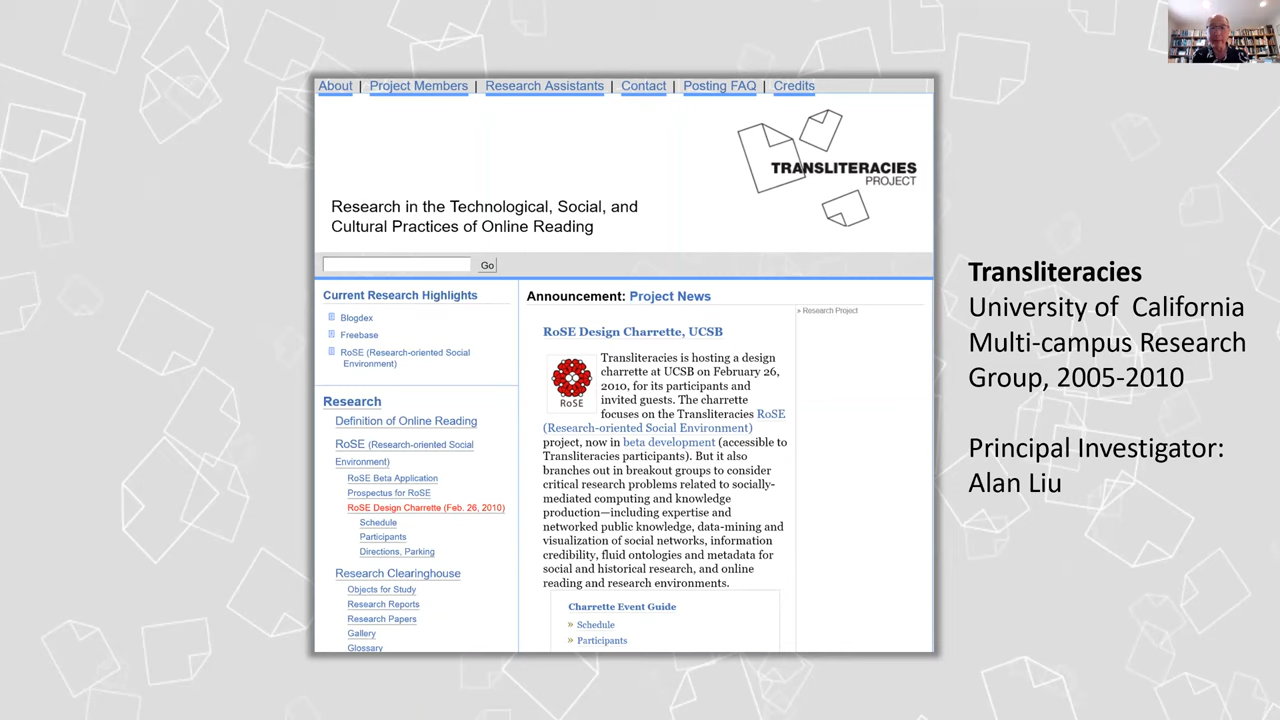 About | Project Members | Research Assistants | Contact | Posting FAQ | Credits
TRANSLITERACIES
PROJECT
Research in the Technological, Social, and
Cultural Practices of Online Reading
Go
Current Research Highlights
Blogdex
Freebase
RoSE (Research-oriented Social
Environment)
Research
Definition of Online Reading
RoSE (Research-oriented Social
Environment)
RoSE Beta Application
Prospectus for RoSE
RoSE Design Charrette (Feb. 26, 2010)
Schedule
Participants
Directions, Parking
Research Clearinghouse
Objects for Study
Research Reports
Research Papers
Gallery
Glossary
Announcement: Project News
» Research Project
RoSE Design Charrette, UCSB
RoSE
Transliteracies is hosting a design
charrette at UCSB on February 26,
2010, for its participants and
invited guests. The charrette
focuses on the Transliteracies RoSE
(Research-oriented Social Environment)
project, now in beta development (accessible to
Transliteracies participants). But it also
branches out in breakout groups to consider
critical research problems related to socially-
mediated computing and knowledge
production—including expertise and
networked public knowledge, data-mining and
visualization of social networks, information
credibility, fluid ontologies and metadata for
social and historical research, and online
reading and research environments.
Charrette Event Guide
» Schedule
» Participants
Transliteracies
University of California
Multi-campus Research
Group, 2005-2010
Principal Investigator:
Alan Liu